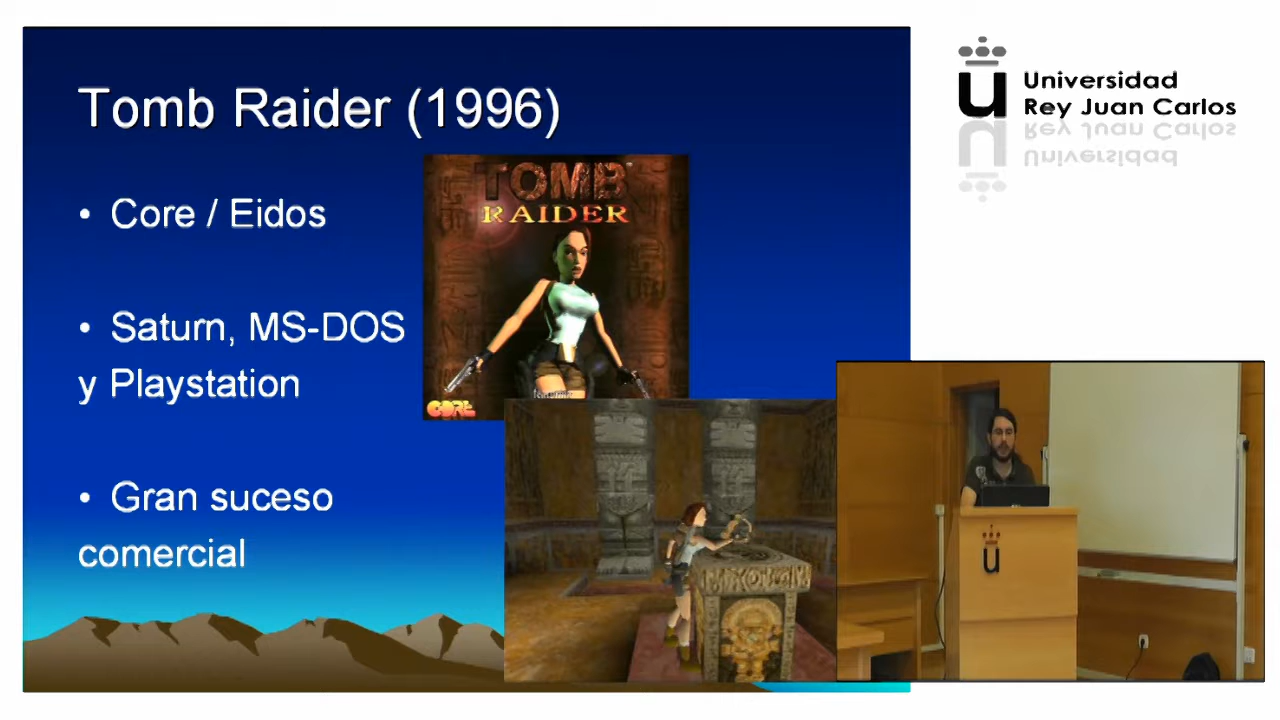 Tomb Raider (1996)
• Core / Eidos
• Saturn, MS-DOS
y Playstation
• Gran suceso
comercial
TOMB
RAIDER
CORE
Universidad
Rey Juan Carlos